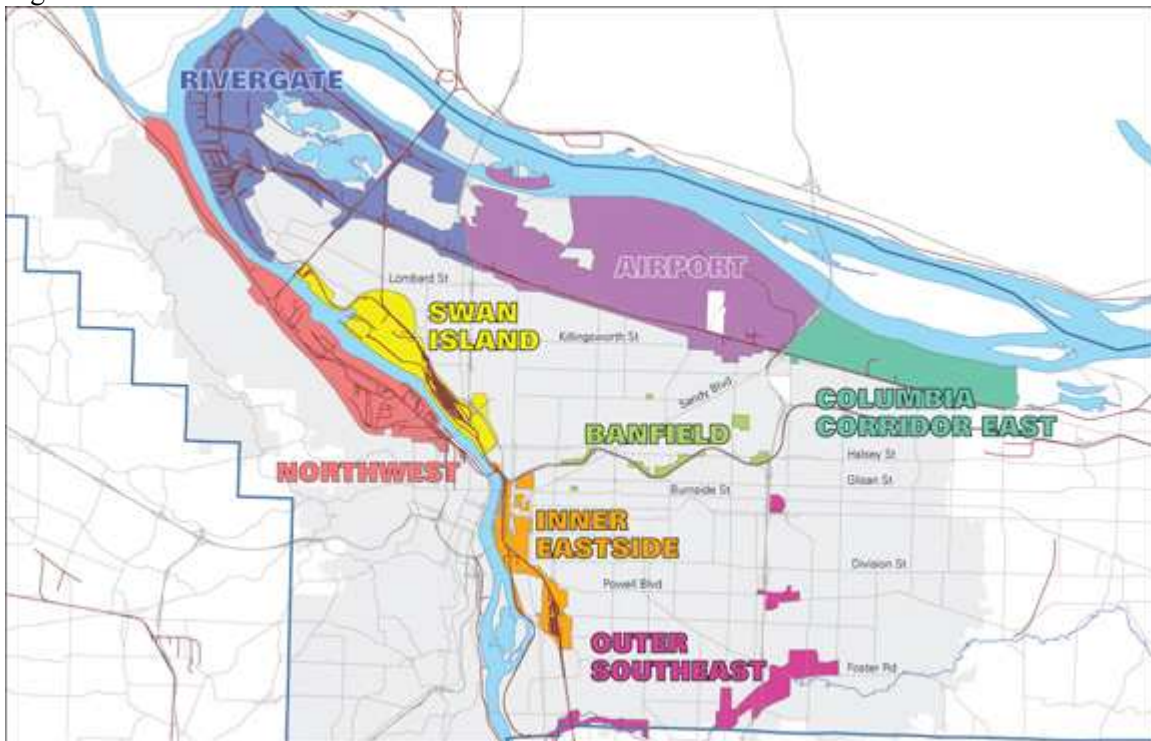 RIVERGATE
AIRPORT
Lombard St
SWAN
ISLAND
Killingsworth St
Sandy Blvd
COLUMBIA
CORRIDOR EAST
BANFIELD
Halsey St
NORTHWEST
Glisan St
Burnside St
INNER
EASTSIDE
Division St
Powell Blvd
OUTER
SOUTHEAST
Foster Rd